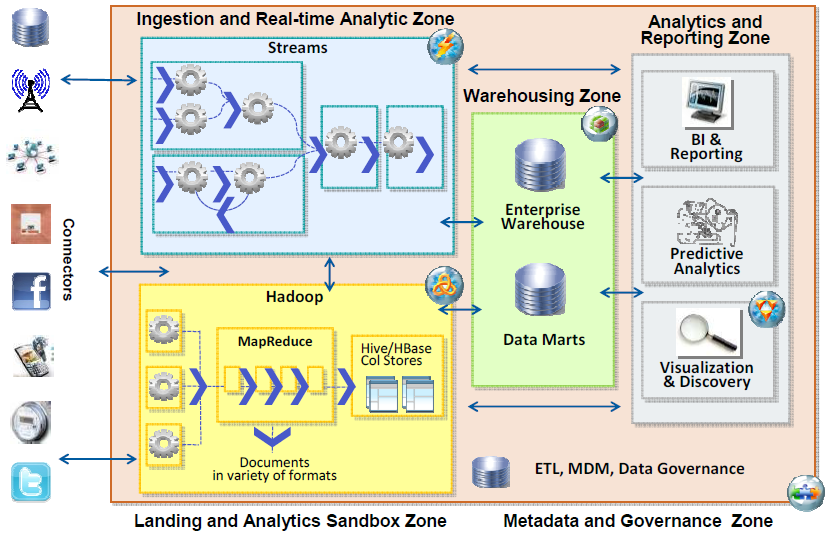 Ingestion and Real-time Analytic Zone
Streams
Analytics and
Reporting Zone
Warehousing Zone
BI &
Reporting
Enterprise
Warehouse
Predictive
Analytics
Connectors
f
Hadoop
MapReduce
Hive/HBase
Col Stores
Data Marts
Visualization
& Discovery
Documents
in variety of formats
ETL, MDM, Data Governance
t
Landing and Analytics Sandbox Zone
Metadata and Governance Zone